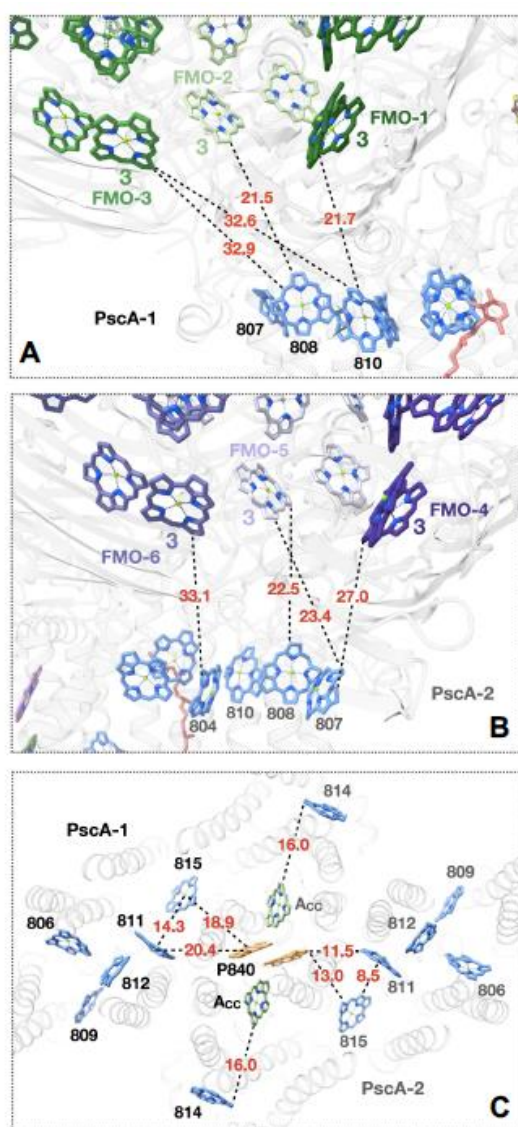 FMO-2
FMO-1
3
3
3
FMO-3
21.5
32.6
21.7
32.9
PscA-1
807
808
810
A
FMO-5
FMO-4
3
3
3
FMO-6
33.1
22.5
27.0
23.4
PscA-2
804
810
808
807
B
814
PscA-1
16.0
815
809
806
811
Acc
812
14.3
18.9
20.4
11.5
812
P840
13.0
8.5
811
806
809
Acc
815
16.0
814
PscA-2
C